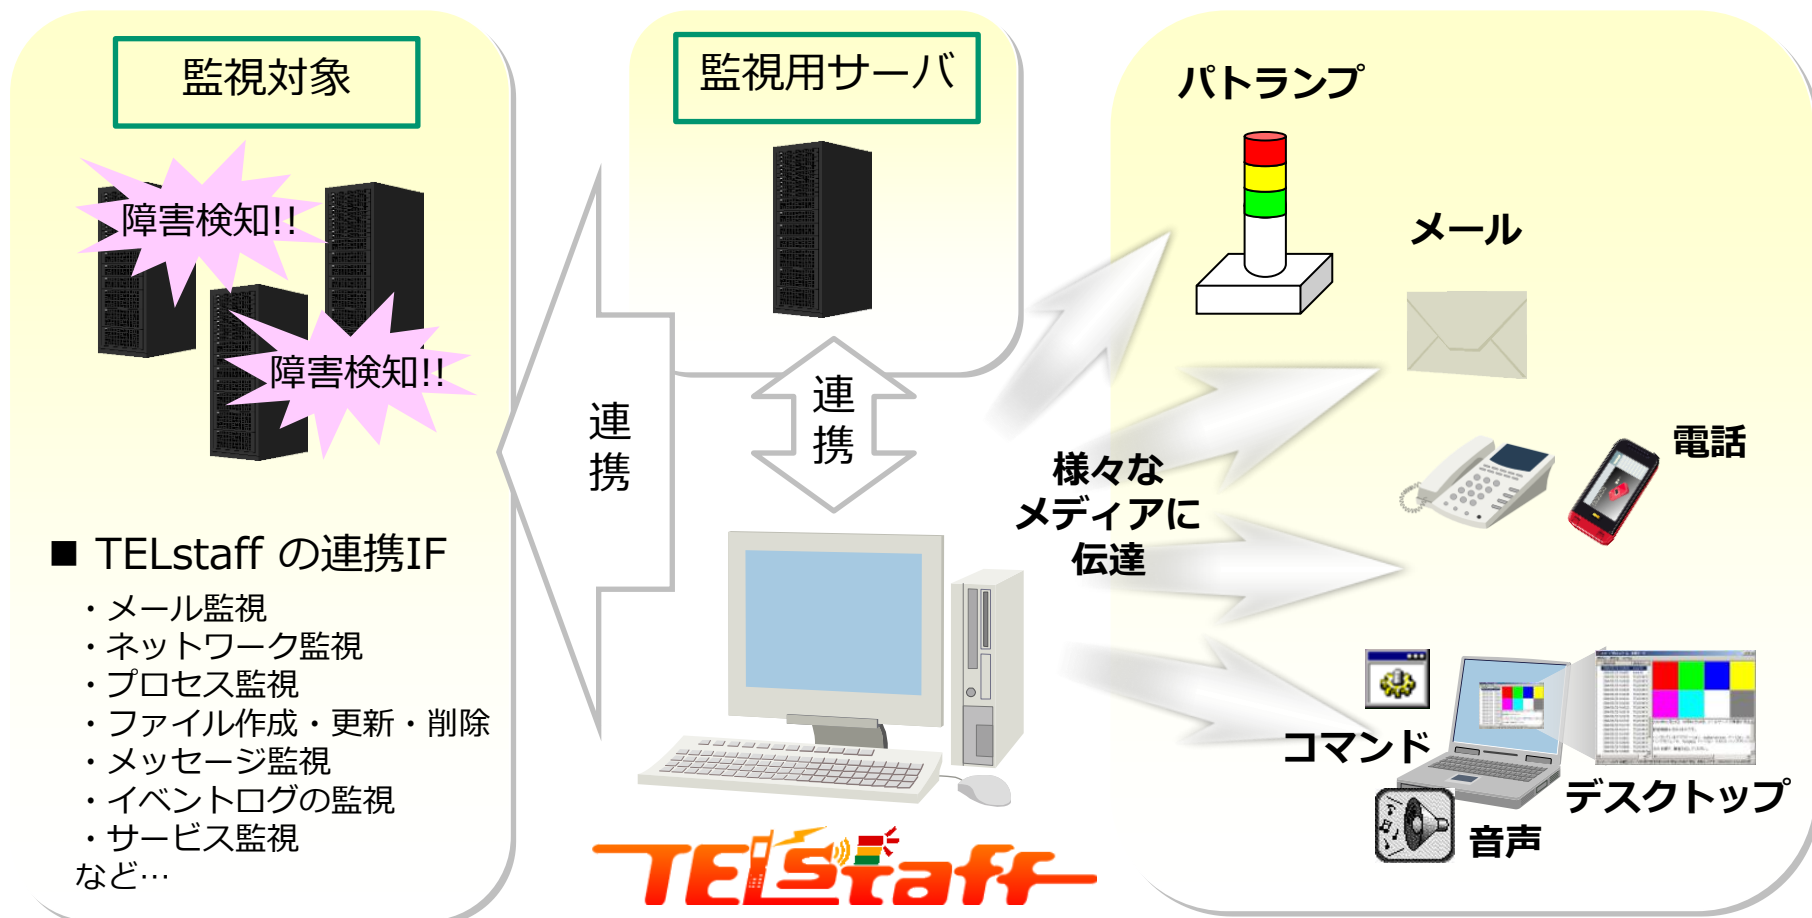 監視対象
障害検知!!
障害検知!!
■ TELstaff の連携IF
・メール監視
・ネットワーク監視
・プロセス監視
・ファイル作成・更新・削除
・メッセージ監視
・イベントログの監視
・サービス監視
など…
連
携
監視用サーバ
連
携
TELstaff
様々な
メディアに
伝達
パトランプ
メール
電話
コマンド
音声
デスクトップ